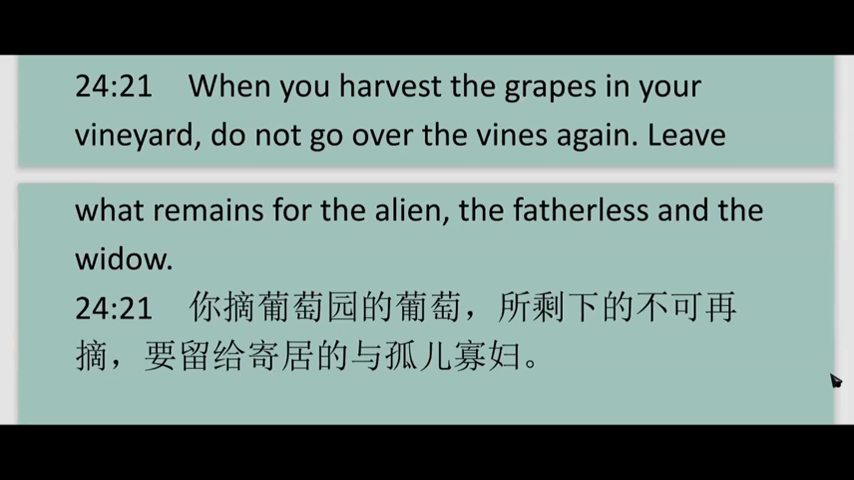 24:21 When you harvest the grapes in your
vineyard, do not go over the vines again. Leave
what remains for the alien, the fatherless and the
widow.
24:21 你摘葡萄园的葡萄，所剩下的不可再
摘，要留给寄居的与孤儿寡妇。